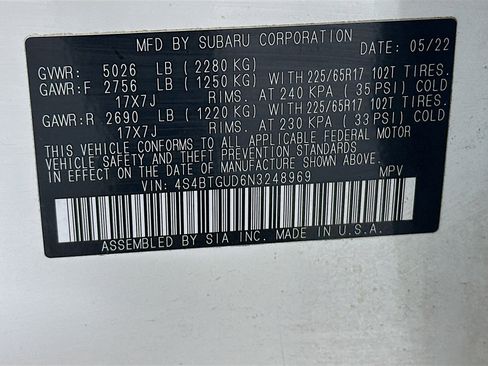 MFD BY SUBARU CORPORATION DATE: 05/22
GVWR: 5026 LB (2280 KG)
GAWR:F 2756 LB (1250 KG) WITH 225/65R17 102T TIRES.
17X7J RIMS. AT 240 KPA (35 PSI) COLD
GAWR:R 2690 LB (1220 KG) WITH 225/65R17 102T TIRES.
17X7J RIMS. AT 230 KPA (33 PSI) COLD
THIS VEHICLE CONFORMS TO ALL APPLICABLE FEDERAL MOTOR
VEHICLE SAFETY AND THEFT PREVENTION STANDARDS
IN EFFECT ON THE DATE OF MANUFACTURE SHOWN ABOVE.
VIN: 4S4BTGUD6N3248969 MPV
ASSEMBLED BY SIA INC. MADE IN U.S.A.